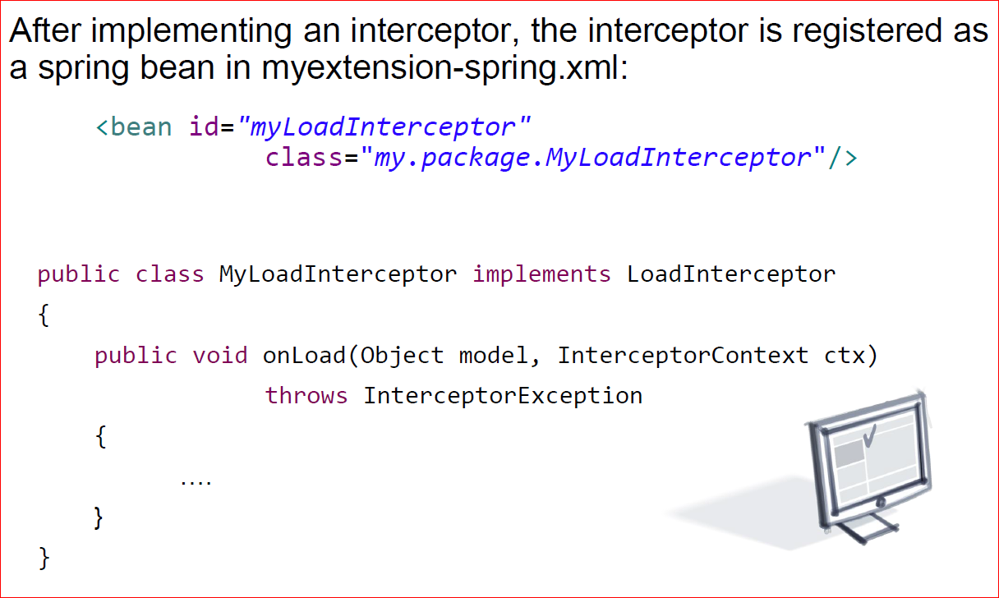 After implementing an interceptor, the interceptor is registered as
a spring bean in myextension-spring.xml:
<bean id="myLoadInterceptor"
class="my.package.MyLoadInterceptor"/>
public class MyLoadInterceptor implements LoadInterceptor
{
public void onLoad(Object model, InterceptorContext ctx)
throws InterceptorException
{
....
}
}